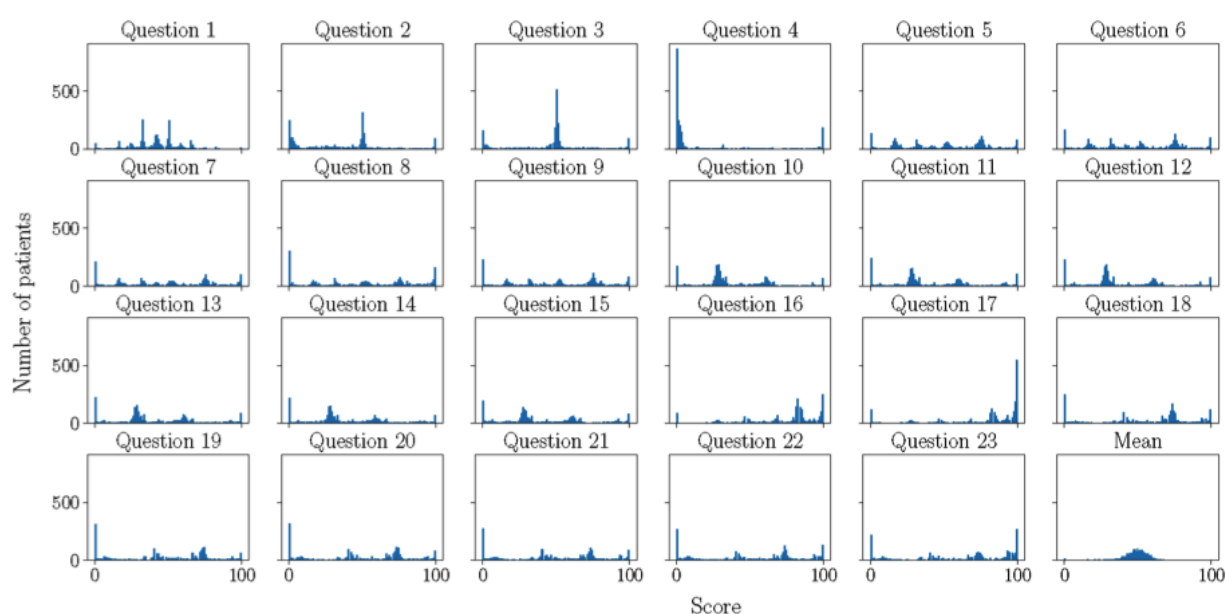 Question 1 Question 2 Question 3 Question 4 Question 5 Question 6
500
0
Question 7 Question 8 Question 9 Question 10 Question 11 Question 12
500
0
Question 13 Question 14 Question 15 Question 16 Question 17 Question 18
500
0
Question 19 Question 20 Question 21 Question 22 Question 23 Mean
500
0
0 100 0 100 0 100 0 100 0 100 0 100
Number of patients
Score